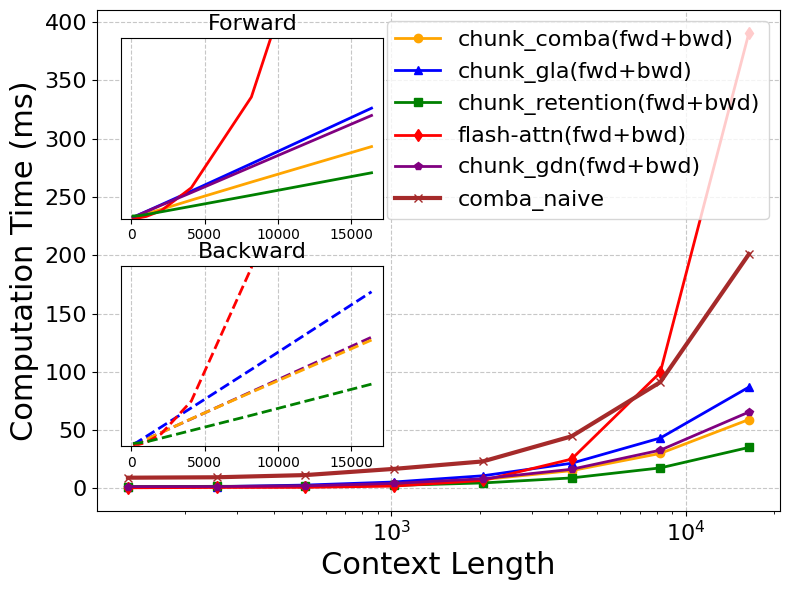 Computation Time (ms)
400
350
300
250
200
150
100
50
0
Forward
0 5000 10000 15000
Backward
0 5000 10000 15000
chunk_comba(fwd+bwd)
chunk_gla(fwd+bwd)
chunk_retention(fwd+bwd)
flash-attn(fwd+bwd)
chunk_gdn(fwd+bwd)
comba_naive
10³ 10⁴
Context Length